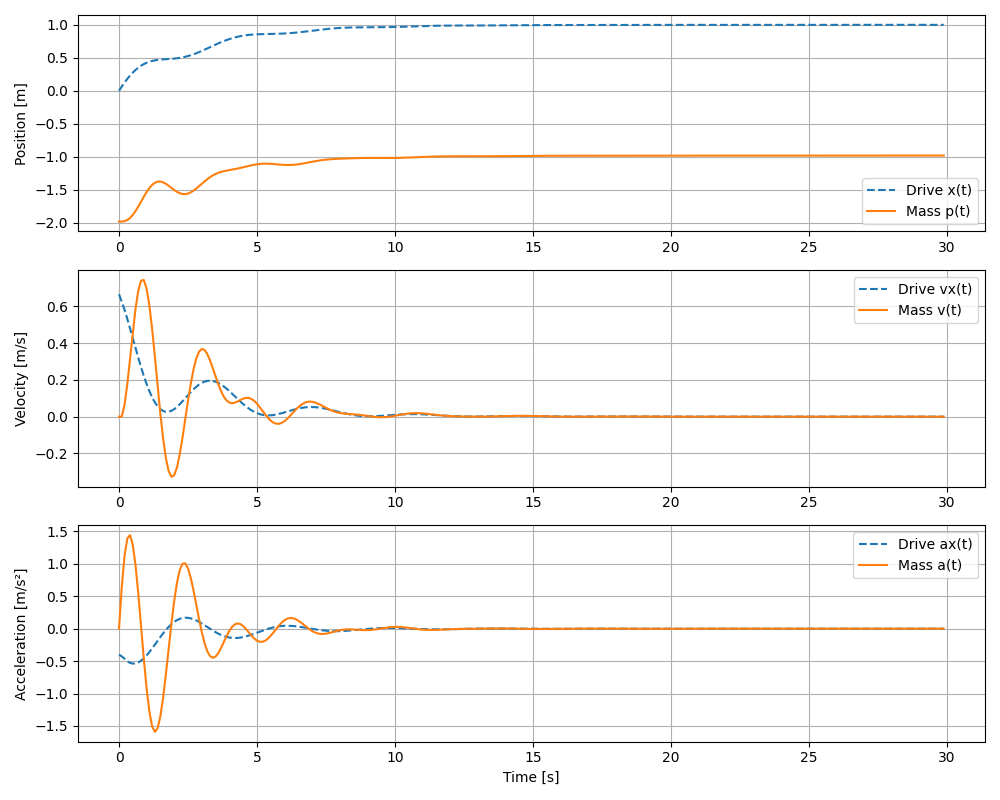 1.0
0.5
0.0
−0.5
−1.0
−1.5
−2.0
Position [m]
Drive x(t)
Mass p(t)
0 5 10 15 20 25 30
0.6
0.4
0.2
0.0
−0.2
Velocity [m/s]
Drive vx(t)
Mass v(t)
0 5 10 15 20 25 30
1.5
1.0
0.5
0.0
−0.5
−1.0
−1.5
Acceleration [m/s²]
Drive ax(t)
Mass a(t)
0 5 10 15 20 25 30
Time [s]